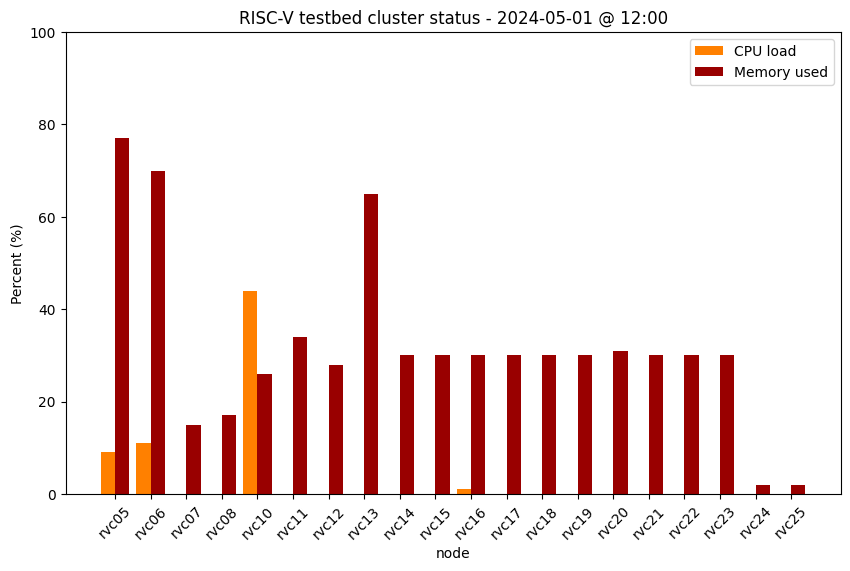 RISC-V testbed cluster status - 2024-05-01 @ 12:00
CPU load
Memory used
Percent (%)
100
80
60
40
20
0
rvc05 rvc06 rvc07 rvc08 rvc10 rvc11 rvc12 rvc13 rvc14 rvc15 rvc16 rvc17 rvc18 rvc19 rvc20 rvc21 rvc22 rvc23 rvc24 rvc25
node